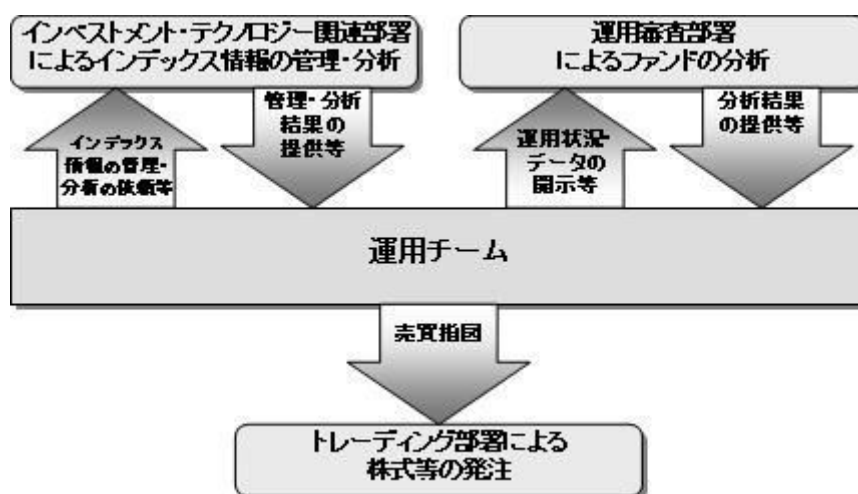 インベストメント・テクノロジー関連部署
によるインデックス情報の管理・分析
運用審査部署
によるファンドの分析
インデックス
情報の管理・
分析の依頼等
管理・分析
結果の
提供等
運用状況・
データの
開示等
分析結果
の提供等
運用チーム
売買指図
トレーディング部署による
株式等の発注